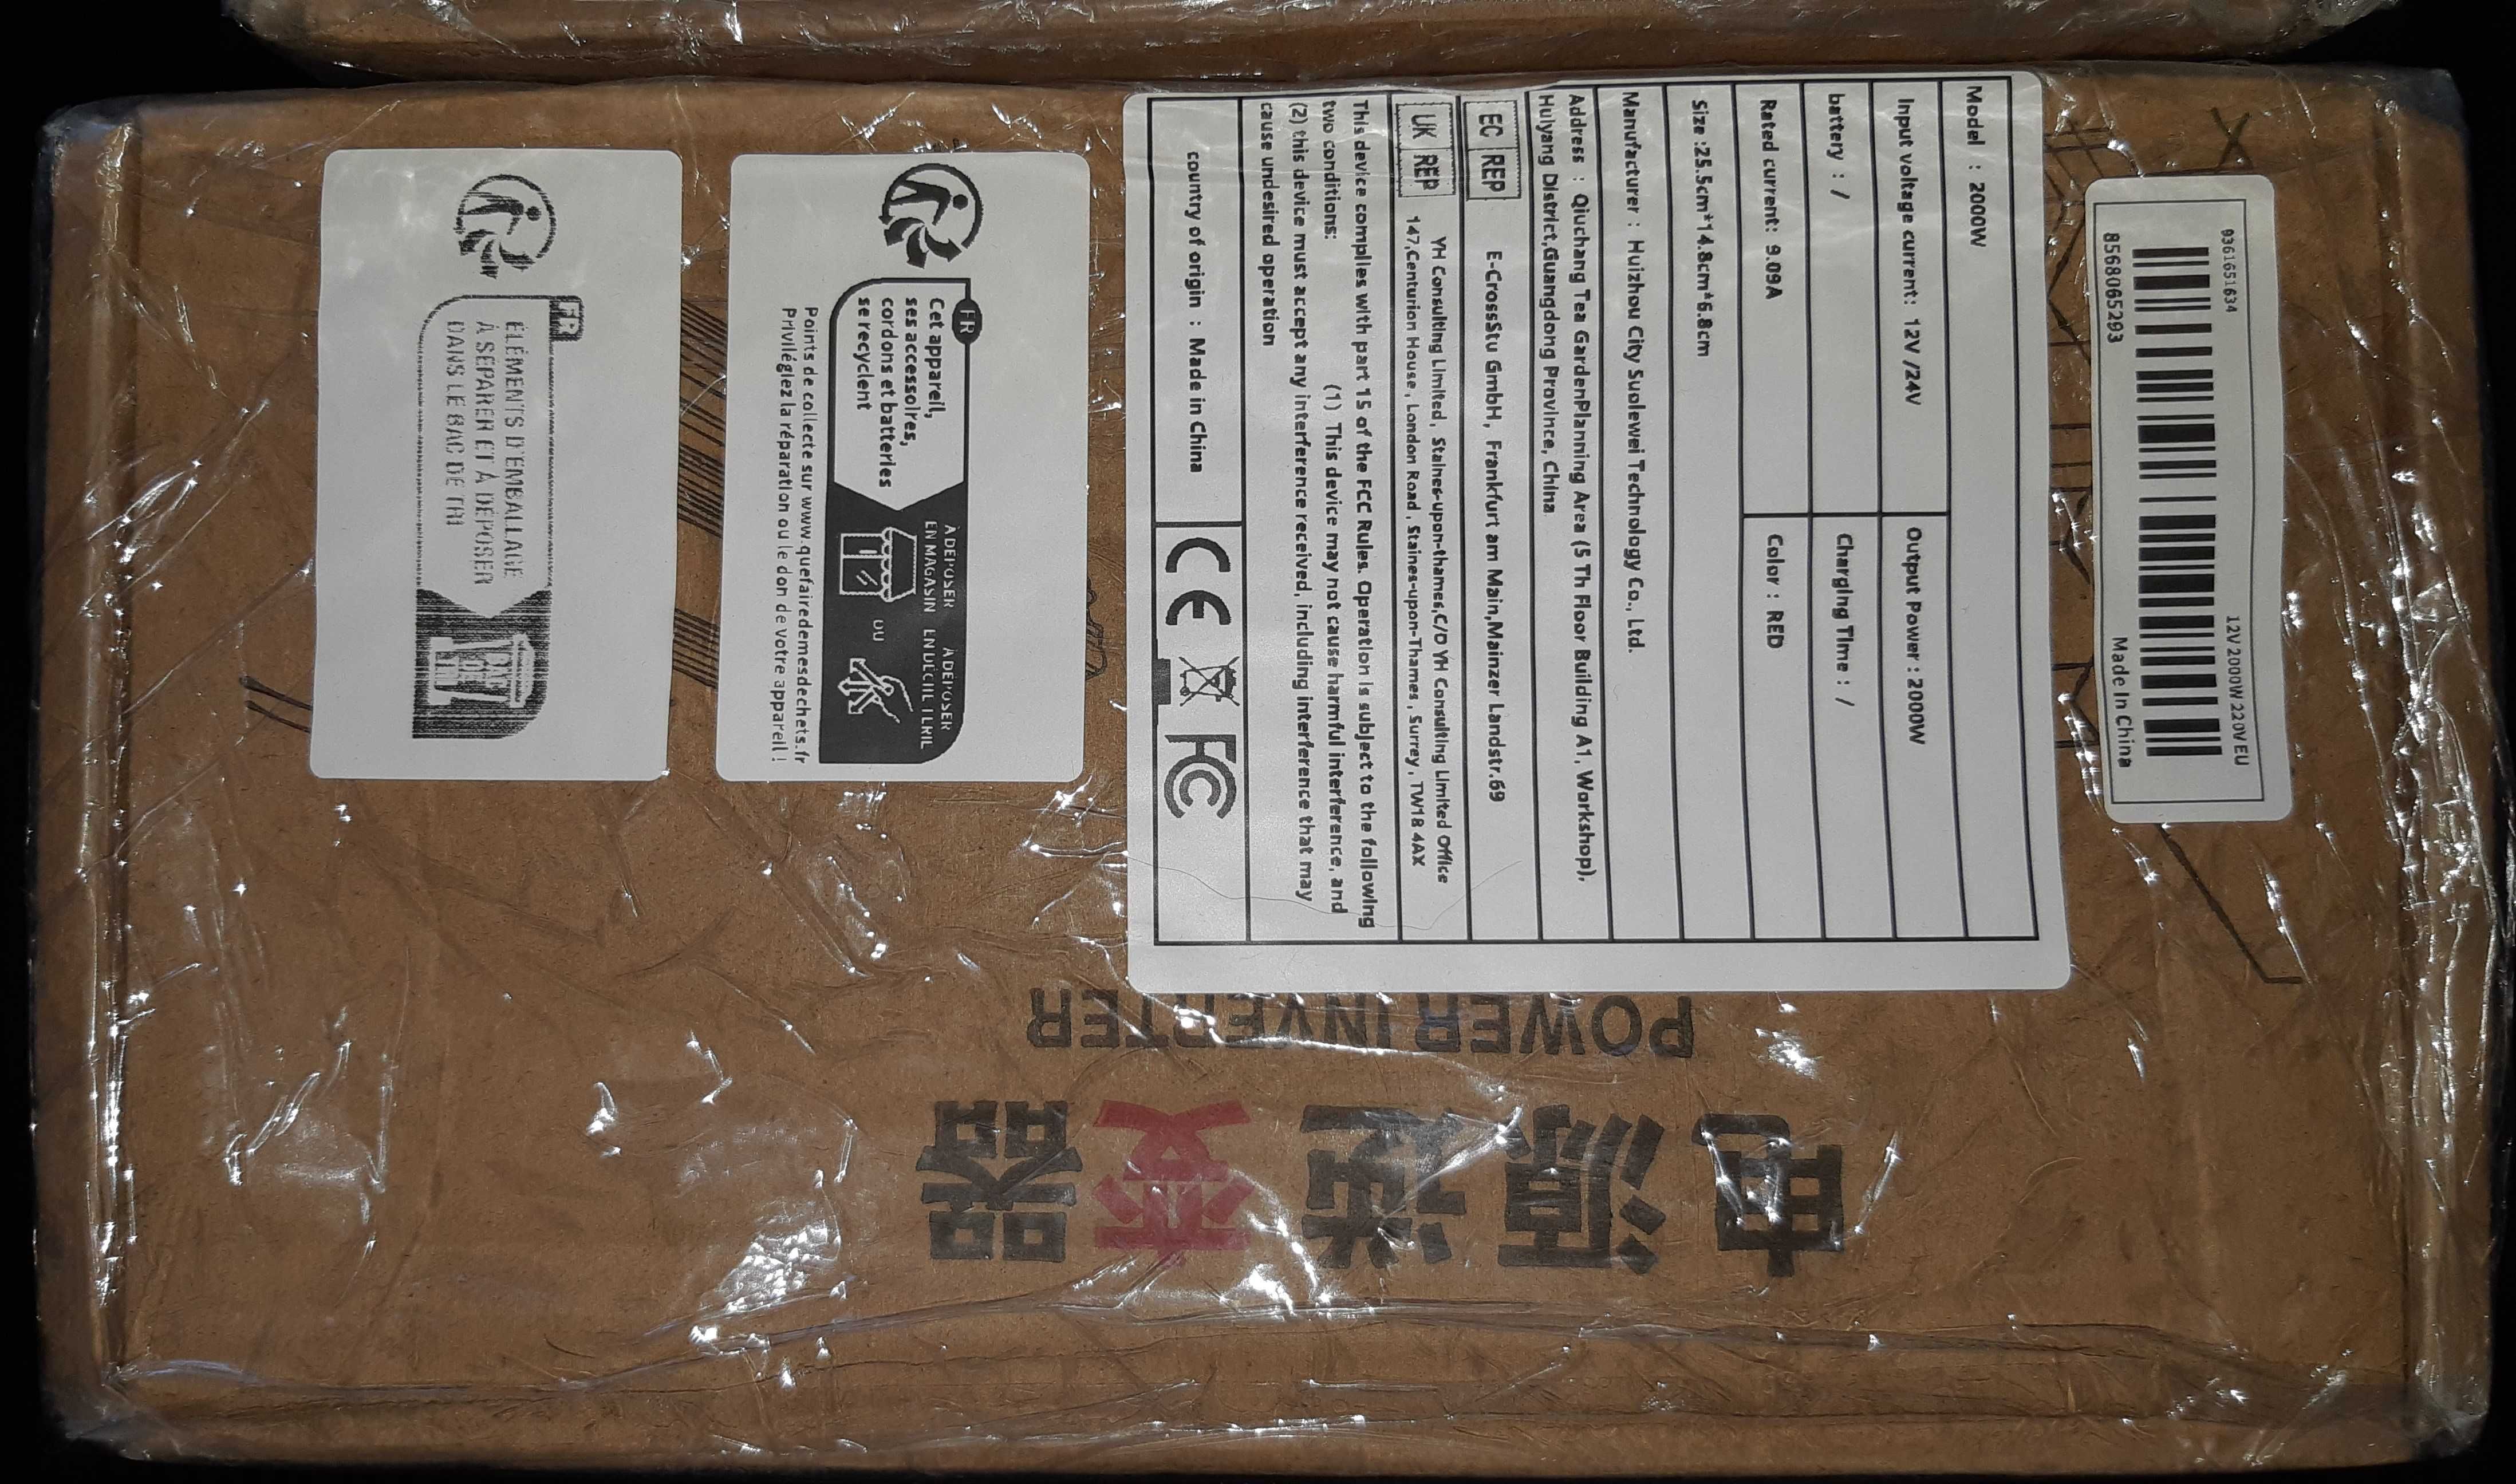 9361651634
12V 2000W 220V EU
8568065293
Made In China
Model : 2000W
Input voltage current: 12V /24V
Output Power : 2000W
battery : /
Charging Time : /
Rated current: 9.09A
Color : RED
Size :25.5cm*14.8cm*6.8cm
Manufacturer : Huizhou City Suolewei Technology Co., Ltd.
Address : Qiuchang Tea GardenPlanning Area (5 Th Floor Building A1, Workshop),
Huiyang District,Guangdong Province, China
EC REP
E-CrossStu GmbH, Frankfurt am Main,Mainzer Landstr.69
UK REP
YH Consulting Limited, Staines-upon-thames,C/O YH Consulting Limited Office
147,Centurion House, London Road, Staines-upon-Thames, Surrey, TW18 4AX
This device complies with part 15 of the FCC Rules. Operation is subject to the following
two conditions: (1) This device may not cause harmful interference, and
(2) this device must accept any interference received, including interference that may
cause undesired operation
country of origin : Made in China
CE
FC
FR
Cet appareil,
ses accessoires,
cordons et batteries
se recyclent
À DÉPOSER
EN MAGASIN
OU
À DÉPOSER
EN DÉCHÈTERIE
Points de collecte sur www.quefairedemesdechets.fr
Privilégiez la réparation ou le don de votre appareil !
FR
ÉLÉMENTS D'EMBALLAGE
À SÉPARER ET À DÉPOSER
DANS LE BAC DE TRI
电源逆变器
POWER INVERTER